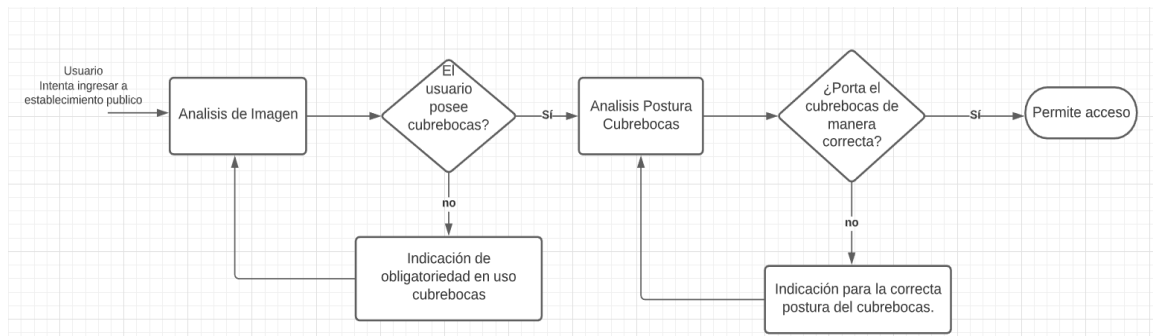 Usuario
Intenta ingresar a
establecimiento publico
Analisis de Imagen
El
usuario
posee
cubrebocas?
Sí
no
Indicación de
obligatoriedad en uso
cubrebocas
Analisis Postura
Cubrebocas
¿Porta el
cubrebocas de
manera
correcta?
Sí
no
Indicación para la correcta
postura del cubrebocas.
Permite acceso